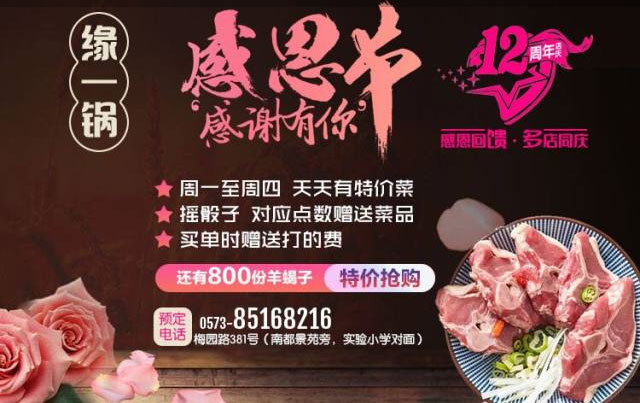 缘一锅
感恩节
‘感谢有你’
12周年
感恩回馈·多店同庆
周一至周四 天天有特价菜
摇骰子 对应点数赠送菜品
买单时赠送打的费
还有800份羊蝎子 特价抢购
预定电话 0573-85168216
梅园路381号（南都景苑旁，实验小学对面）